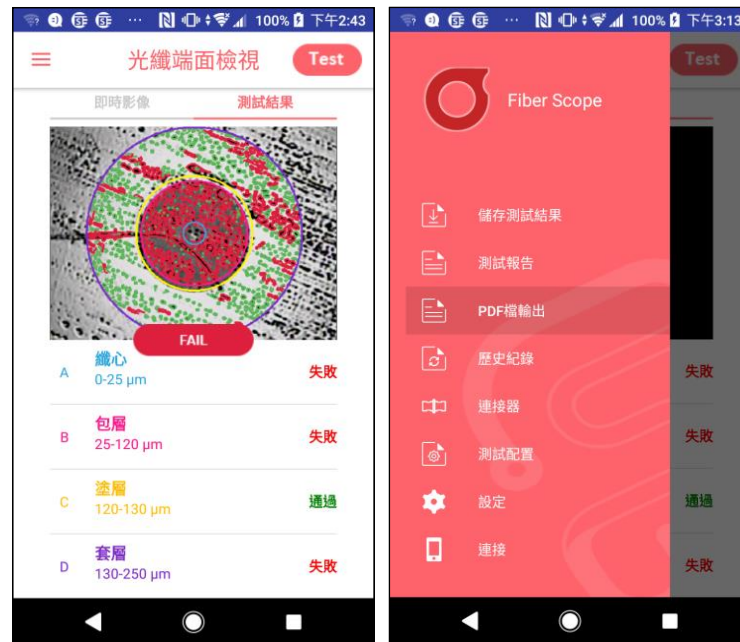 100% 下午2:43
光纖端面檢視
Test
即時影像
測試結果
FAIL
A
纖心
0-25 µm
失敗
B
包層
25-120 µm
失敗
C
塗層
120-130 µm
通過
D
套層
130-250 µm
失敗
100% 下午3:13
Test
Fiber Scope
儲存測試結果
測試報告
PDF檔輸出
歷史紀錄
失敗
連接器
失敗
測試配置
設定
通過
連接
失敗